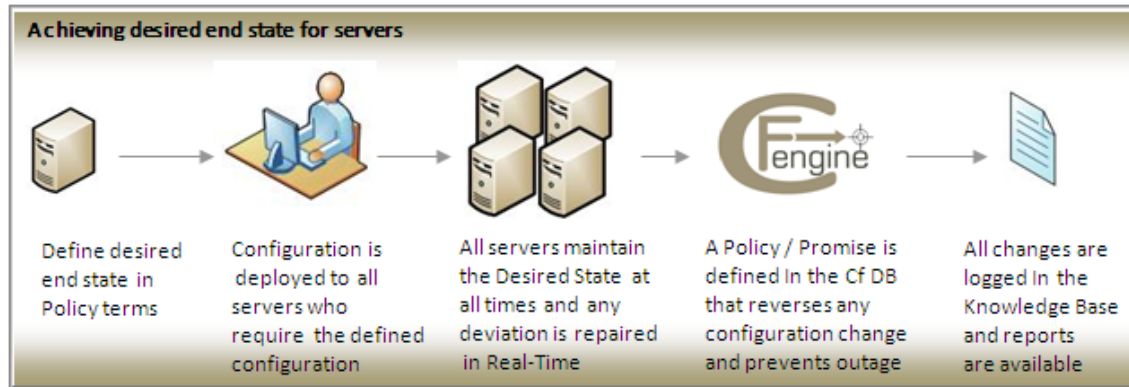 Achieving desired end state for servers
CFengine
Define desired
end state in
Policy terms
Configuration is
deployed to all
servers who
require the defined
configuration
All servers maintain
the Desired State at
all times and any
deviation is repaired
in Real-Time
A Policy / Promise is
defined In the Cf DB
that reverses any
configuration change
and prevents outage
All changes are
logged In the
Knowledge Base
and reports
are available